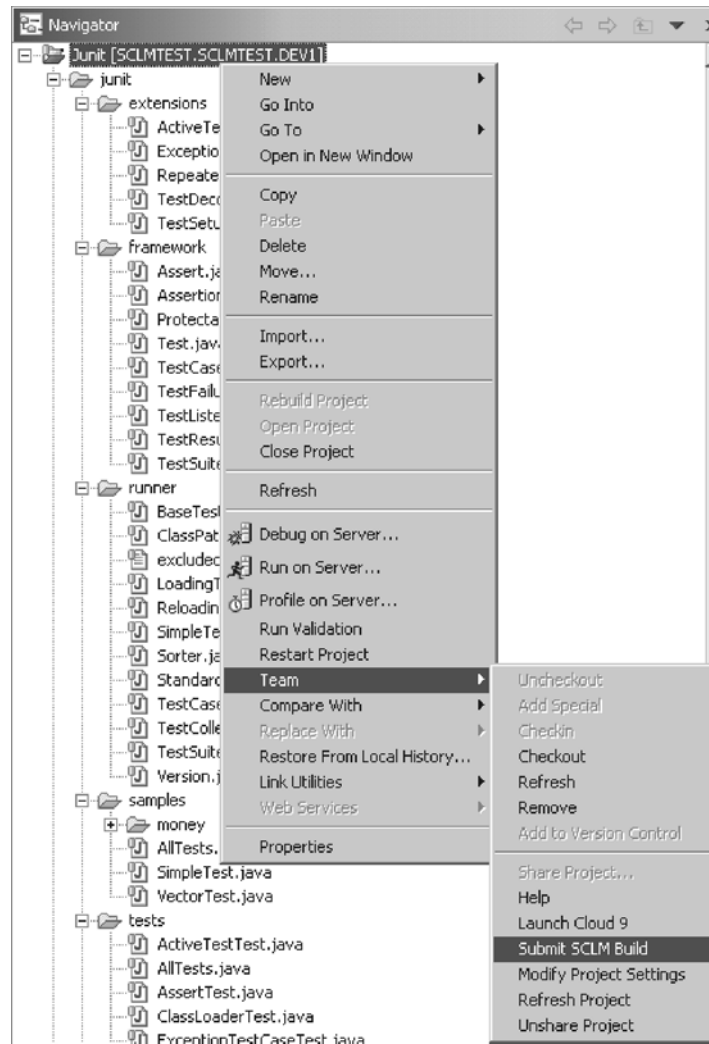 Navigator
Junit [SCLMTEST.SCLMTEST.DEV1]
junit
extensions
ActiveTe
Exceptio
Repeate
TestDeco
TestSetu
framework
Assert.ja
Assertion
Protecta
Test.jav
TestCase
TestFailu
TestListe
TestResu
TestSuite
runner
BaseTest
ClassPat
excluded
LoadingT
Reloadin
SimpleTe
Sorter.ja
Standard
TestCase
TestColle
TestSuite
Version.j
samples
money
AllTests.
SimpleTest.java
VectorTest.java
tests
ActiveTestTest.java
AllTests.java
AssertTest.java
ClassLoaderTest.java
ExceptionTestCaseTest.java
New
Go Into
Go To
Open in New Window
Copy
Paste
Delete
Move...
Rename
Import...
Export...
Rebuild Project
Open Project
Close Project
Refresh
Debug on Server...
Run on Server...
Profile on Server...
Run Validation
Restart Project
Team
Compare With
Replace With
Restore From Local History...
Link Utilities
Web Services
Properties
Uncheckout
Add Special
Checkin
Checkout
Refresh
Remove
Add to Version Control
Share Project...
Help
Launch Cloud 9
Submit SCLM Build
Modify Project Settings
Refresh Project
Unshare Project